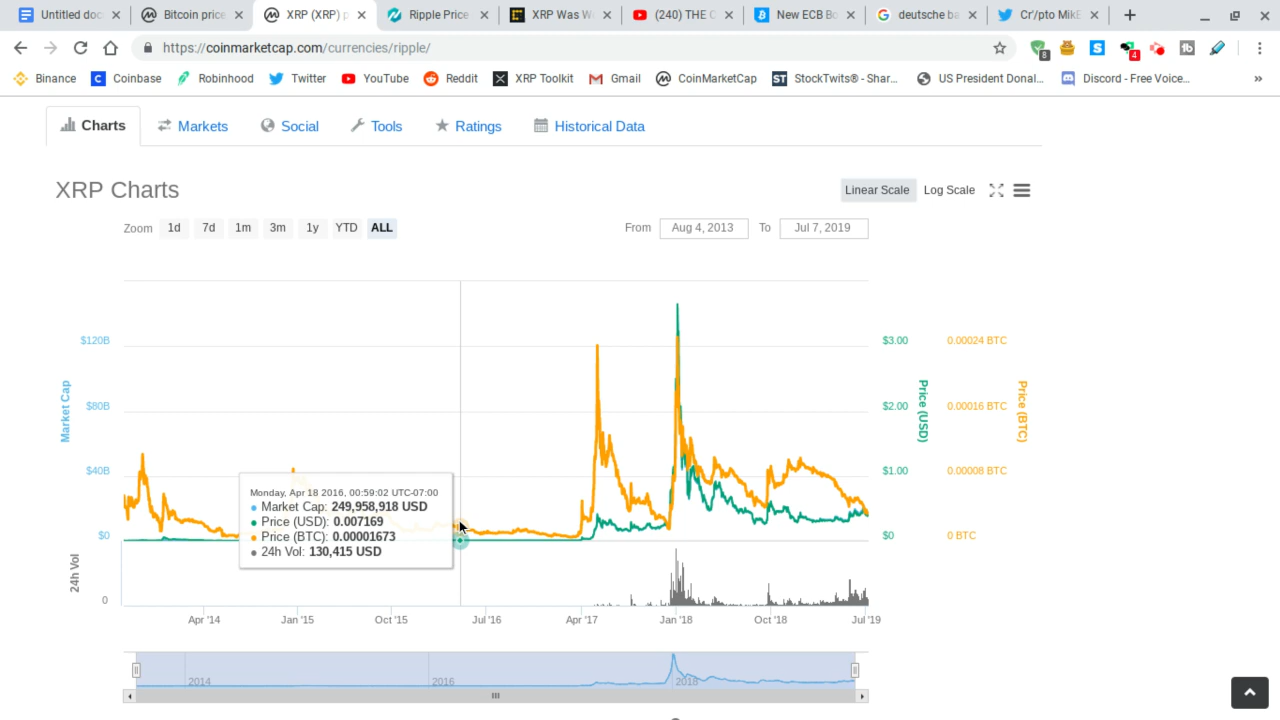 Untitled doc
Bitcoin price
XRP (XRP) p
Ripple Price
XRP Was W
(240) THE C
New ECB Bo
deutsche ba
Cr/pto MikE
https://coinmarketcap.com/currencies/ripple/
8
S
4
tb
Binance
Coinbase
Robinhood
Twitter
YouTube
Reddit
XRP Toolkit
Gmail
CoinMarketCap
ST StockTwits® - Shar...
US President Donal...
Discord - Free Voice...
»
Charts
Markets
Social
Tools
Ratings
Historical Data
XRP Charts
Linear Scale
Log Scale
Zoom 1d 7d 1m 3m 1y YTD ALL
From Aug 4, 2013 To Jul 7, 2019
$120B
$80B
$40B
$0
Market Cap
$3.00
$2.00
$1.00
$0
Price (USD)
0.00024 BTC
0.00016 BTC
0.00008 BTC
0 BTC
Price (BTC)
Monday, Apr 18 2016, 00:59:02 UTC-07:00
Market Cap: 249,958,918 USD
Price (USD): 0.007169
Price (BTC): 0.00001673
24h Vol: 130,415 USD
24h Vol
0
Apr '14 Jan '15 Oct '15 Jul '16 Apr '17 Jan '18 Oct '18 Jul '19
2014 2016 2018